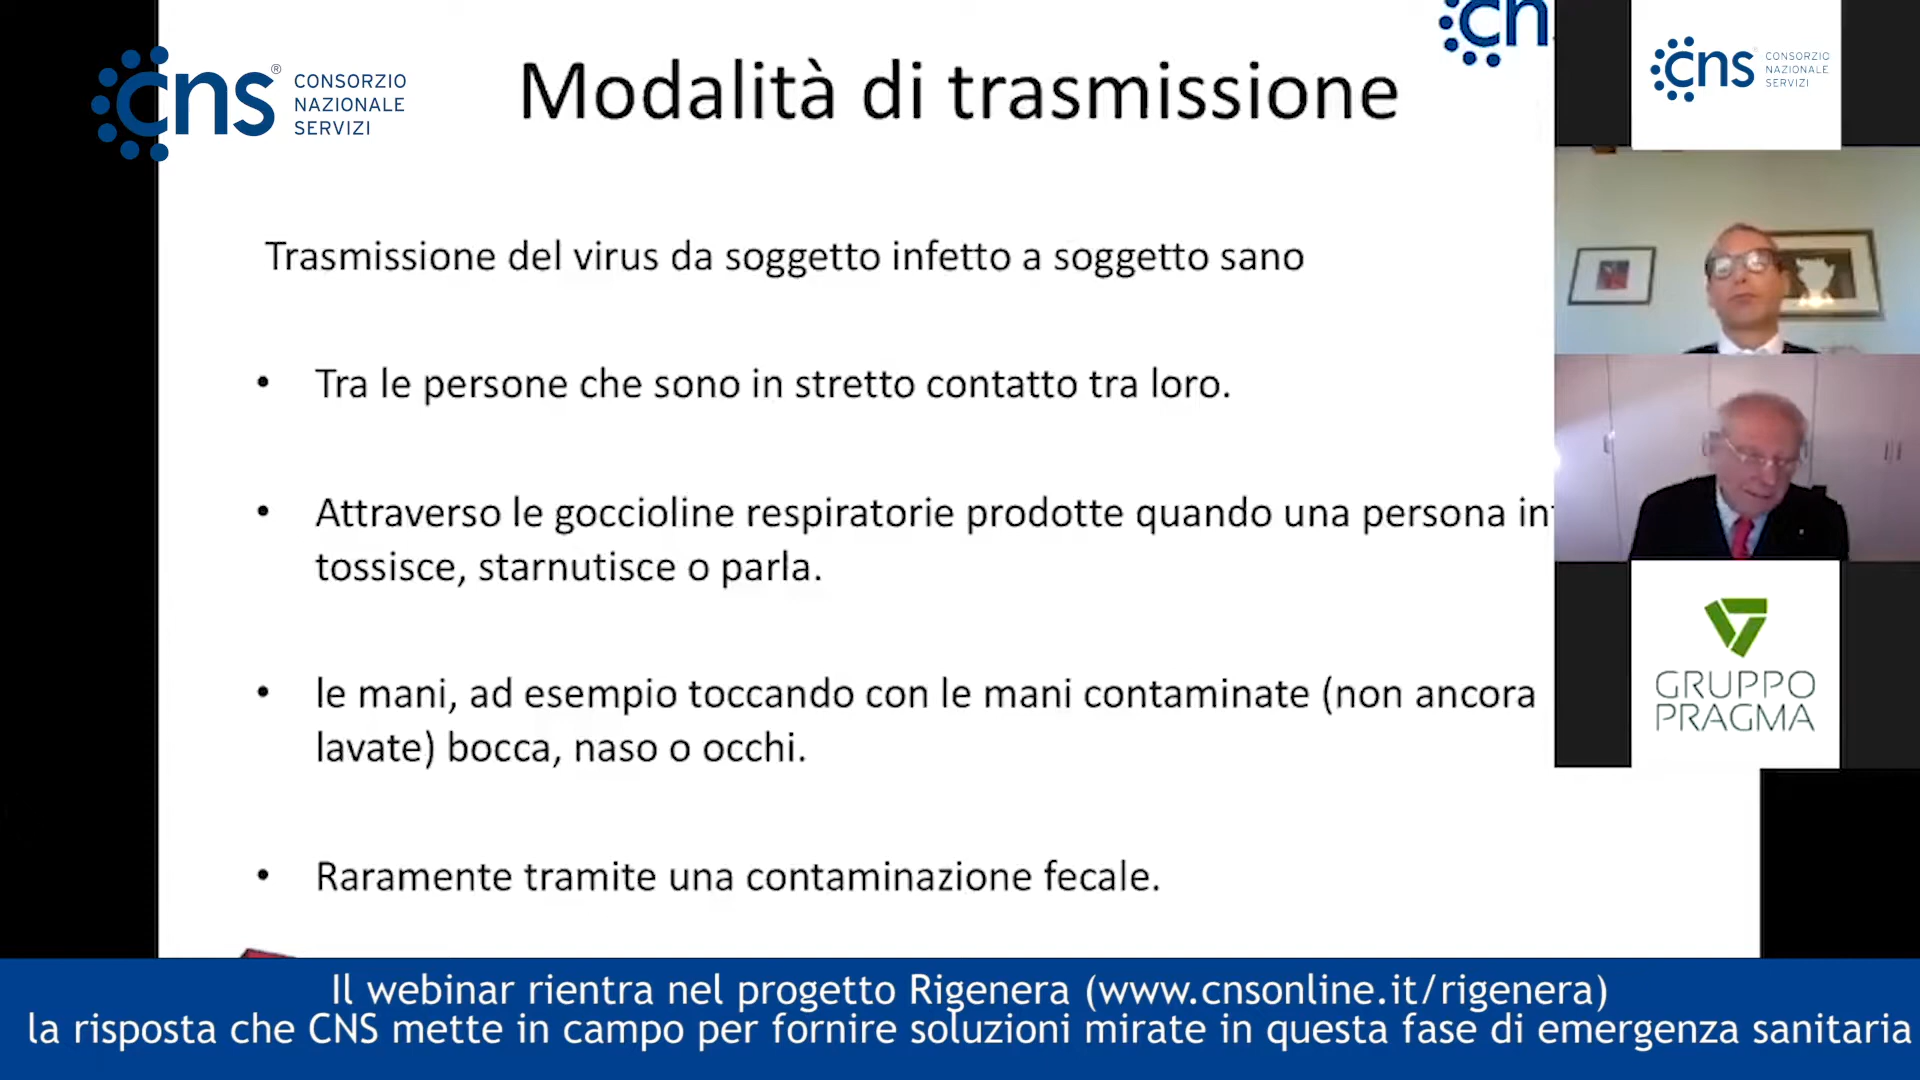 cns®
CONSORZIO
NAZIONALE
SERVIZI
Modalità di trasmissione
cns
CONSORZIO
NAZIONALE
SERVIZI
Trasmissione del virus da soggetto infetto a soggetto sano
• Tra le persone che sono in stretto contatto tra loro.
• Attraverso le goccioline respiratorie prodotte quando una persona
tossisce, starnutisce o parla.
• le mani, ad esempio toccando con le mani contaminate (non ancora
lavate) bocca, naso o occhi.
• Raramente tramite una contaminazione fecale.
GRUPPO
PRAGMA
Il webinar rientra nel progetto Rigenera (www.cnsonline.it/rigenera)
la risposta che CNS mette in campo per fornire soluzioni mirate in questa fase di emergenza sanitaria